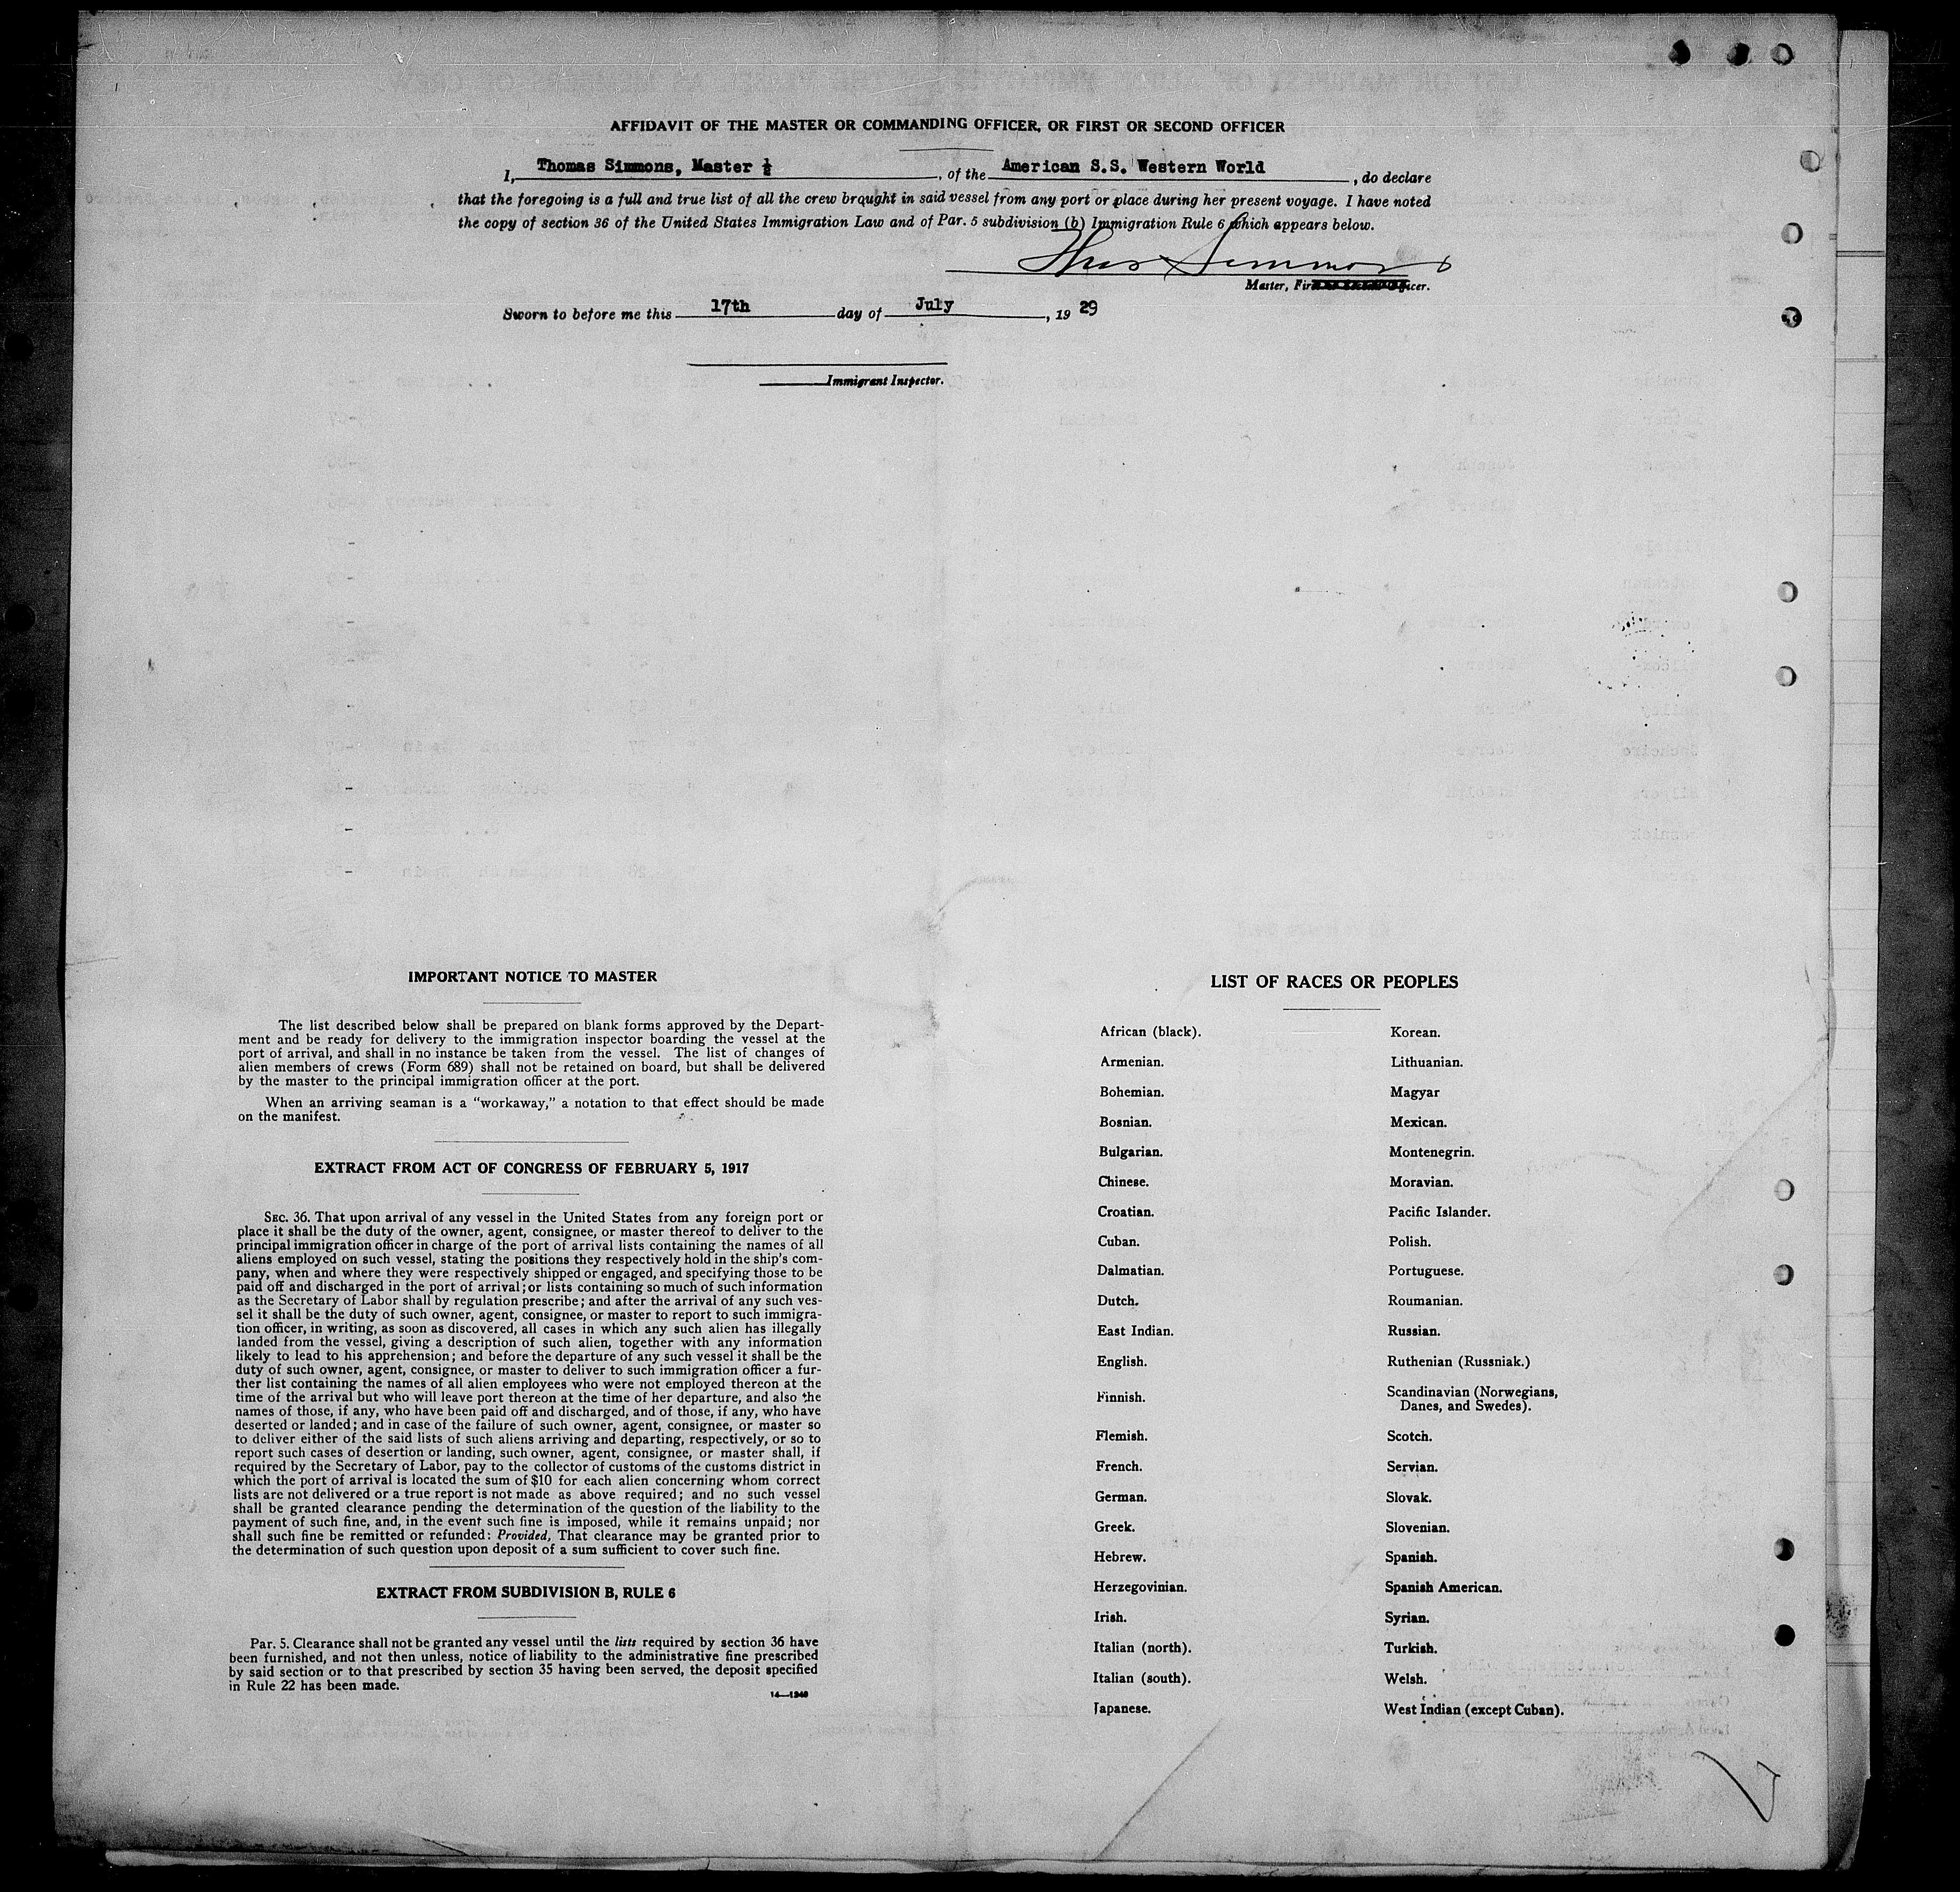 AFFIDAVIT OF THE MASTER OR COMMANDING OFFICER, OR FIRST OR SECOND OFFICER
I, Thomas Simmons, Master ½, of the American S.S. Western World, do declare
that the foregoing is a full and true list of all the crew brought in said vessel from any port or place during her present voyage. I have noted
the copy of section 36 of the United States Immigration Law and of Par. 5 subdivision (b) Immigration Rule 6 which appears below.
Thos Simmons
Master, First or Second Officer.
Sworn to before me this 17th day of July, 1929
Immigrant Inspector.
IMPORTANT NOTICE TO MASTER
The list described below shall be prepared on blank forms approved by the Depart-
ment and be ready for delivery to the immigration inspector boarding the vessel at the
port of arrival, and shall in no instance be taken from the vessel. The list of changes of
alien members of crews (Form 689) shall not be retained on board, but shall be delivered
by the master to the principal immigration officer at the port.
When an arriving seaman is a "workaway," a notation to that effect should be made
on the manifest.
EXTRACT FROM ACT OF CONGRESS OF FEBRUARY 5, 1917
SEC. 36. That upon arrival of any vessel in the United States from any foreign port or
place it shall be the duty of the owner, agent, consignee, or master thereof to deliver to the
principal immigration officer in charge of the port of arrival lists containing the names of all
aliens employed on such vessel, stating the positions they respectively hold in the ship's com-
pany, when and where they were respectively shipped or engaged, and specifying those to be
paid off and discharged in the port of arrival; or lists containing so much of such information
as the Secretary of Labor shall by regulation prescribe; and after the arrival of any such ves-
sel it shall be the duty of such owner, agent, consignee, or master to report to such immigra-
tion officer, in writing, as soon as discovered, all cases in which any such alien has illegally
landed from the vessel, giving a description of such alien, together with any information
likely to lead to his apprehension; and before the departure of any such vessel it shall be the
duty of such owner, agent, consignee, or master to deliver to such immigration officer a fur-
ther list containing the names of all alien employees who were not employed thereon at the
time of the arrival but who will leave port thereon at the time of her departure, and also the
names of those, if any, who have been paid off and discharged, and of those, if any, who have
deserted or landed; and in case of the failure of such owner, agent, consignee, or master so
to deliver either of the said lists of such aliens arriving and departing, respectively, or so to
report such cases of desertion or landing, such owner, agent, consignee, or master shall, if
required by the Secretary of Labor, pay to the collector of customs of the customs district in
which the port of arrival is located the sum of $10 for each alien concerning whom correct
lists are not delivered or a true report is not made as above required; and no such vessel
shall be granted clearance pending the determination of the question of the liability to the
payment of such fine, and, in the event such fine is imposed, while it remains unpaid; nor
shall such fine be remitted or refunded: Provided, That clearance may be granted prior to
the determination of such question upon deposit of a sum sufficient to cover such fine.
EXTRACT FROM SUBDIVISION B, RULE 6
Par. 5. Clearance shall not be granted any vessel until the lists required by section 36 have
been furnished, and not then unless, notice of liability to the administrative fine prescribed
by said section or to that prescribed by section 35 having been served, the deposit specified
in Rule 22 has been made.
14—1240
LIST OF RACES OR PEOPLES
African (black).
Armenian.
Bohemian.
Bosnian.
Bulgarian.
Chinese.
Croatian.
Cuban.
Dalmatian.
Dutch.
East Indian.
English.
Finnish.
Flemish.
French.
German.
Greek.
Hebrew.
Herzegovinian.
Irish.
Italian (north).
Italian (south).
Japanese.
Korean.
Lithuanian.
Magyar
Mexican.
Montenegrin.
Moravian.
Pacific Islander.
Polish.
Portuguese.
Roumanian.
Russian.
Ruthenian (Russniak.)
Scandinavian (Norwegians,
Danes, and Swedes).
Scotch.
Servian.
Slovak.
Slovenian.
Spanish.
Spanish American.
Syrian.
Turkish.
Welsh.
West Indian (except Cuban).